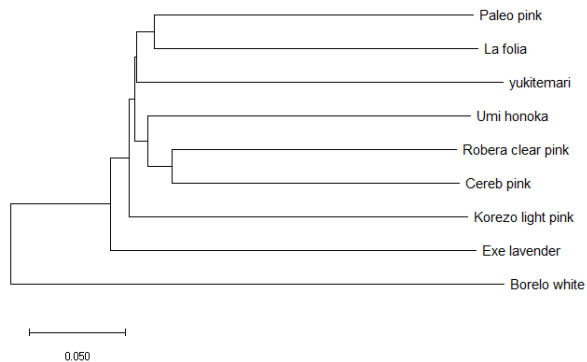 Paleo pink
La folia
yukitemari
Umi honoka
Robera clear pink
Cereb pink
Korezo light pink
Exe lavender
Borelo white
0.050